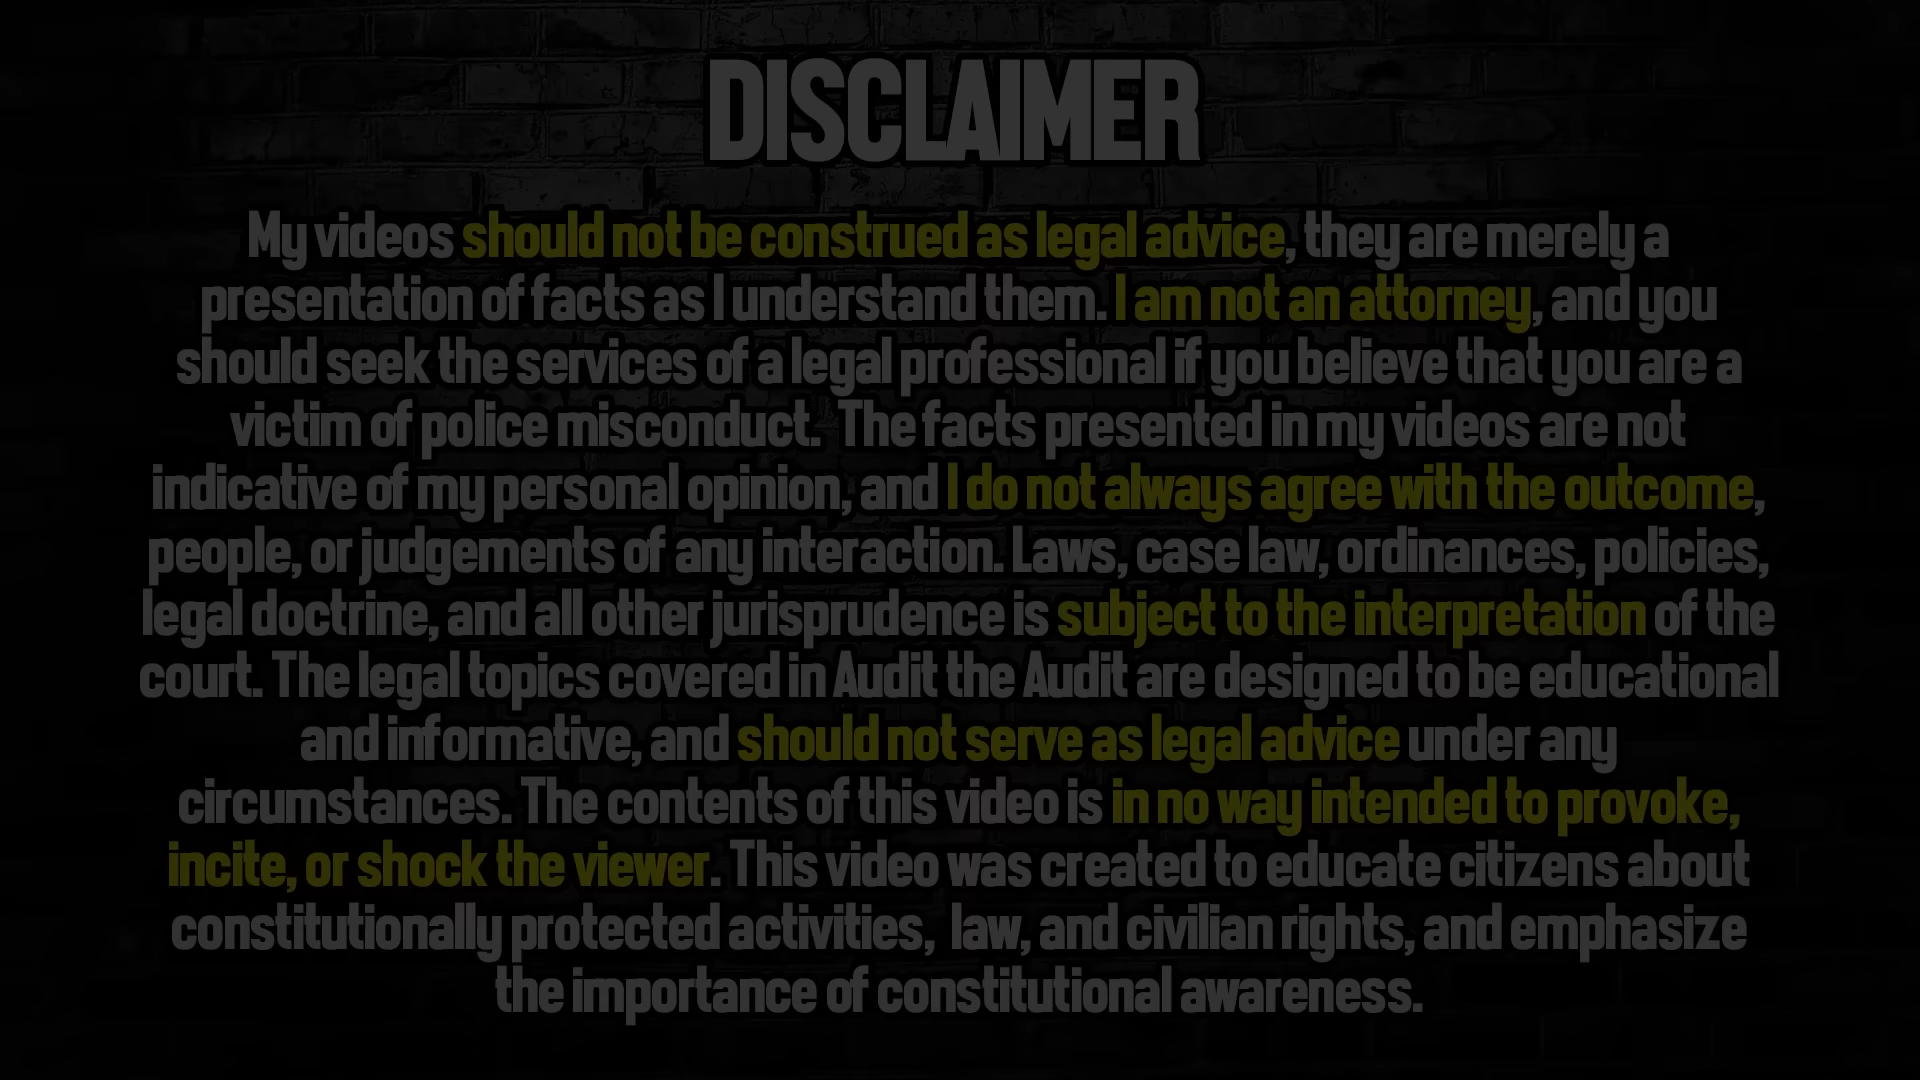 DISCLAIMER
My videos should not be construed as legal advice, they are merely a
presentation of facts as I understand them. I am not an attorney, and you
should seek the services of a legal professional if you believe that you are a
victim of police misconduct.  The facts presented in my videos are not
indicative of my personal opinion, and I do not always agree with the outcome,
people, or judgements of any interaction. Laws, case law, ordinances, policies,
legal doctrine, and all other jurisprudence is subject to the interpretation of the
court. The legal topics covered in Audit the Audit are designed to be educational
and informative, and should not serve as legal advice under any
circumstances. The contents of this video is in no way intended to provoke,
incite, or shock the viewer. This video was created to educate citizens about
constitutionally protected activities,  law, and civilian rights, and emphasize
the importance of constitutional awareness.